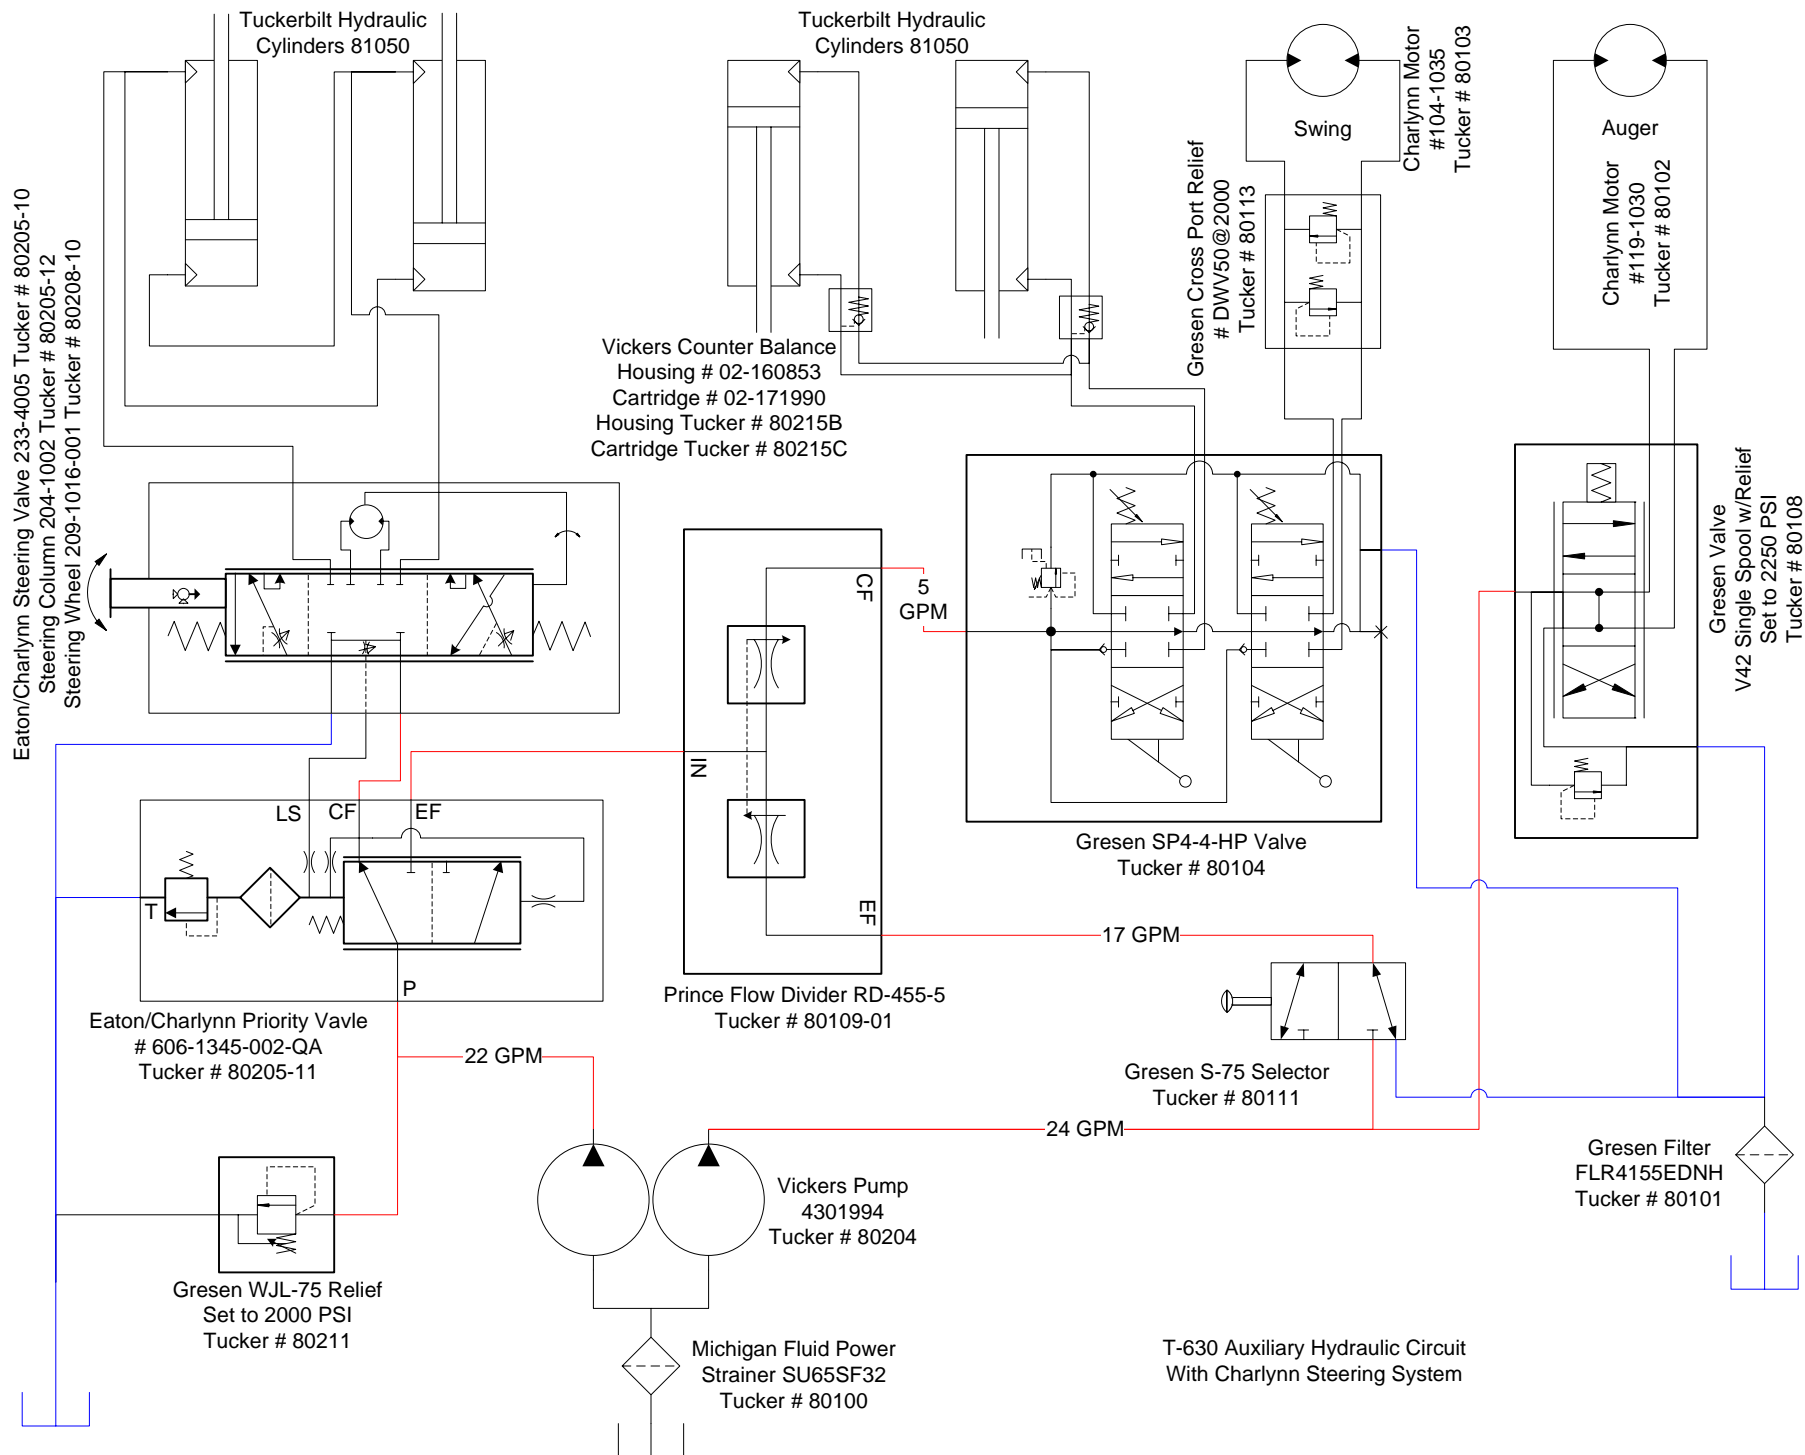 Tuckerbilt Hydraulic
Cylinders 81050
Tuckerbilt Hydraulic
Cylinders 81050
Swing
Charlynn Motor
#104-1035
Tucker # 80103
Auger
Charlynn Motor
#119-1030
Tucker # 80102
Gresen Cross Port Relief
# DWV50@2000
Tucker # 80113
Eaton/Charlynn Steering Valve 233-4005 Tucker # 80205-10
Steering Column 204-1002 Tucker # 80205-12
Steering Wheel 209-1016-001 Tucker # 80208-10
Vickers Counter Balance
Housing # 02-160853
Cartridge # 02-171990
Housing Tucker # 80215B
Cartridge Tucker # 80215C
Gresen Valve
V42 Single Spool w/Relief
Set to 2250 PSI
Tucker # 80108
CF
5
GPM
IN
EF
LS
CF
EF
T
P
Gresen SP4-4-HP Valve
Tucker # 80104
17 GPM
Prince Flow Divider RD-455-5
Tucker # 80109-01
Eaton/Charlynn Priority Vavle
# 606-1345-002-QA
Tucker # 80205-11
22 GPM
Gresen S-75 Selector
Tucker # 80111
24 GPM
Gresen Filter
FLR4155EDNH
Tucker # 80101
Vickers Pump
4301994
Tucker # 80204
Gresen WJL-75 Relief
Set to 2000 PSI
Tucker # 80211
Michigan Fluid Power
Strainer SU65SF32
Tucker # 80100
T-630 Auxiliary Hydraulic Circuit
With Charlynn Steering System